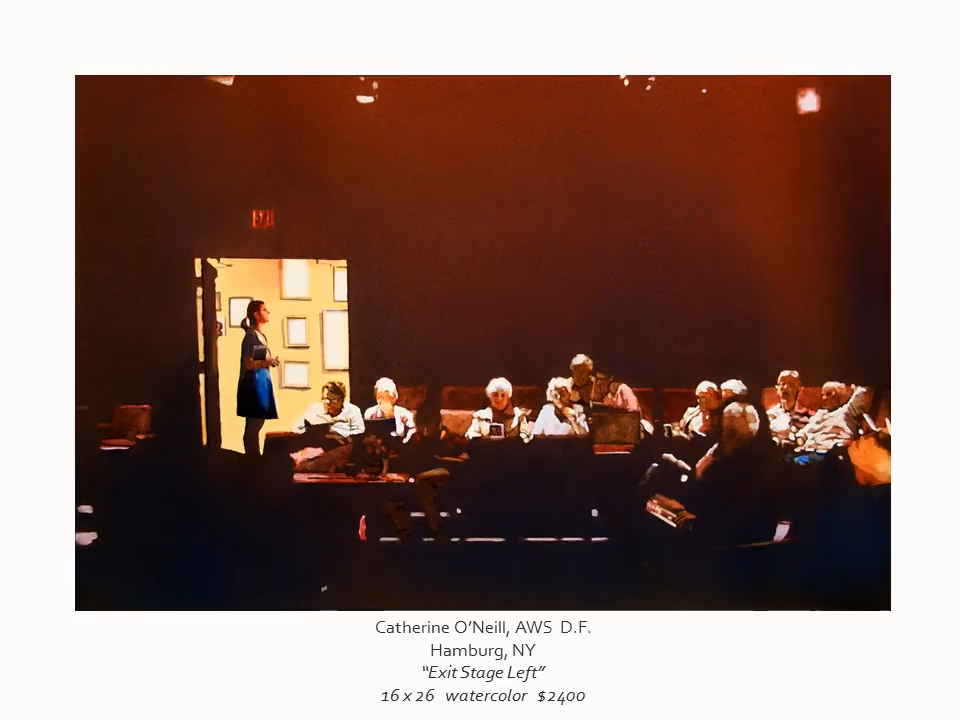 Catherine O’Neill, AWS D.F.
Hamburg, NY
“Exit Stage Left”
16 x 26 watercolor $2400